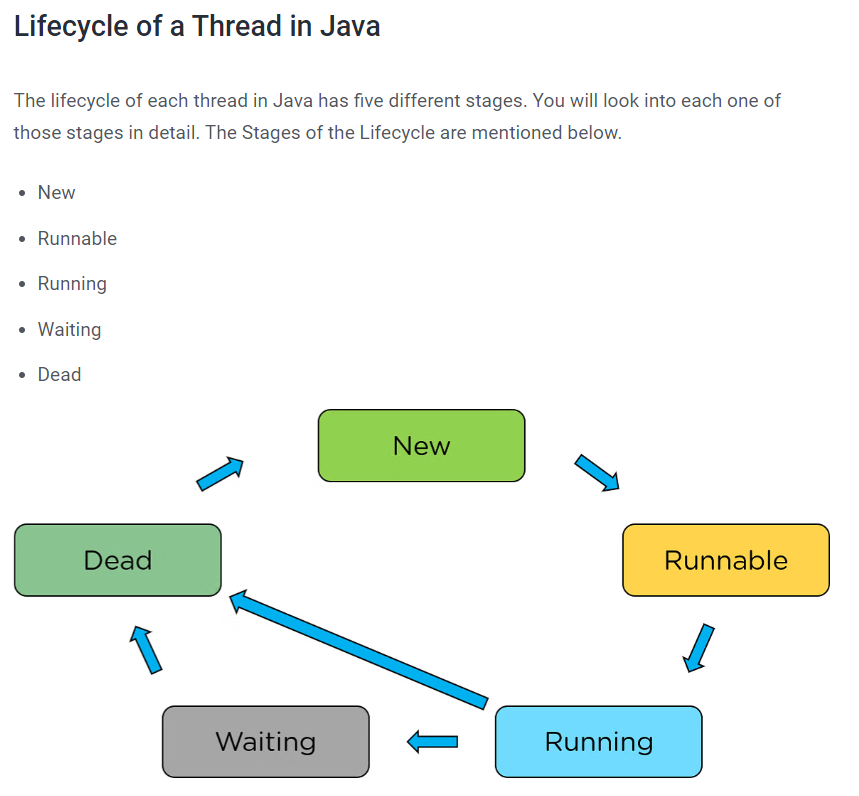 Lifecycle of a Thread in Java
The lifecycle of each thread in Java has five different stages. You will look into each one of
those stages in detail. The Stages of the Lifecycle are mentioned below.
New
Runnable
Running
Waiting
Dead
New
Dead
Runnable
Waiting
Running